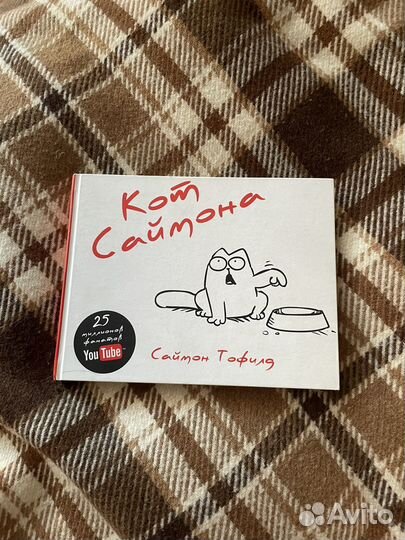 Кот
Саймона
25
миллионов
фанатов
YouTube
Саймон Тофилд
Avito